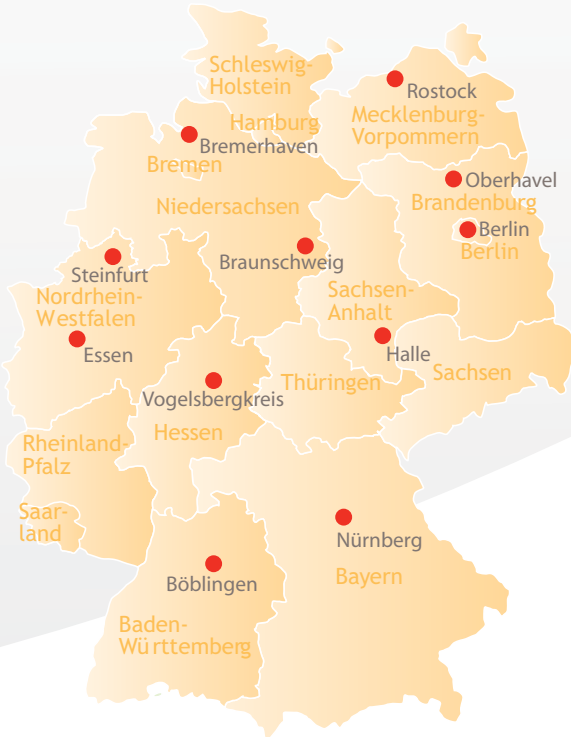 Schleswig-
Holstein
Rostock
Hamburg
Mecklenburg-
Vorpommern
Bremerhaven
Bremen
Oberhavel
Brandenburg
Niedersachsen
Berlin
Berlin
Braunschweig
Steinfurt
Sachsen-
Anhalt
Nordrhein-
Westfalen
Essen
Halle
Thüringen
Sachsen
Vogelsbergkreis
Hessen
Rheinland-
Pfalz
Saar-
land
Nürnberg
Bayern
Böblingen
Baden-
Württemberg